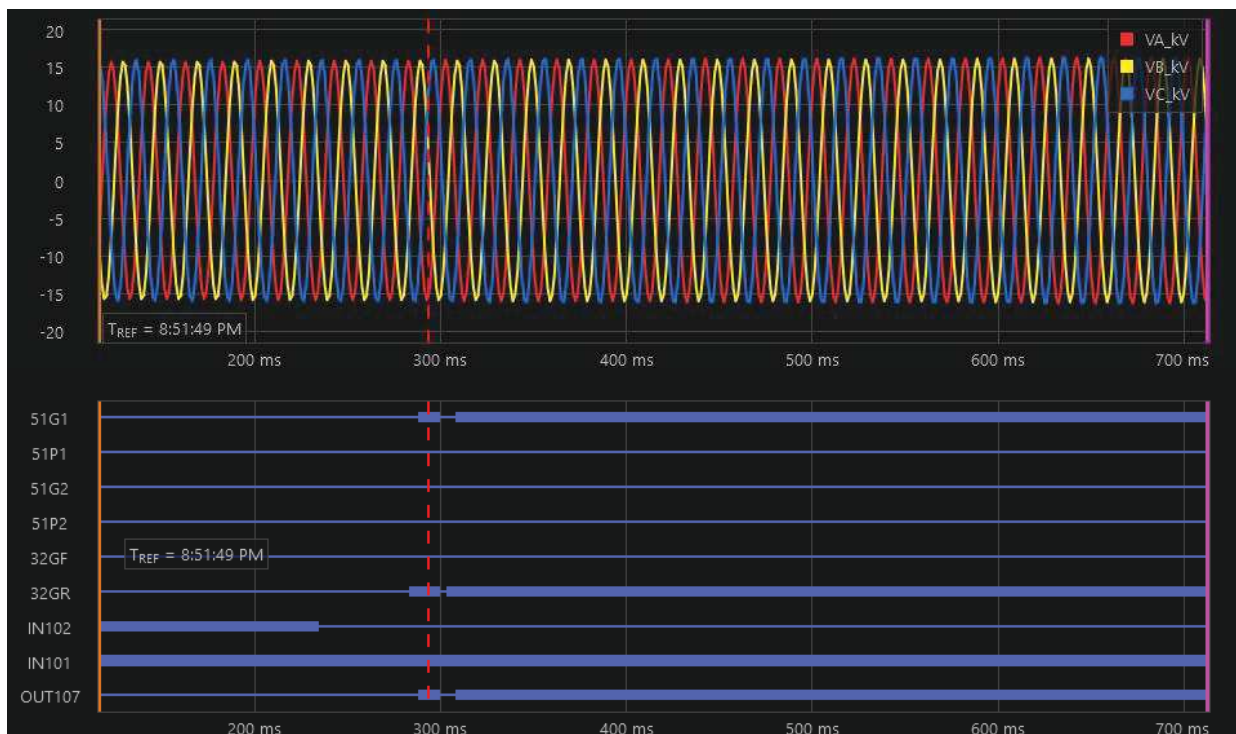 20
15
10
5
0
-5
-10
-15
-20
VA_kV
VB_kV
VC_kV
TREF = 8:51:49 PM
200 ms 300 ms 400 ms 500 ms 600 ms 700 ms
51G1
51P1
51G2
51P2
32GF
TREF = 8:51:49 PM
32GR
IN102
IN101
OUT107
200 ms 300 ms 400 ms 500 ms 600 ms 700 ms